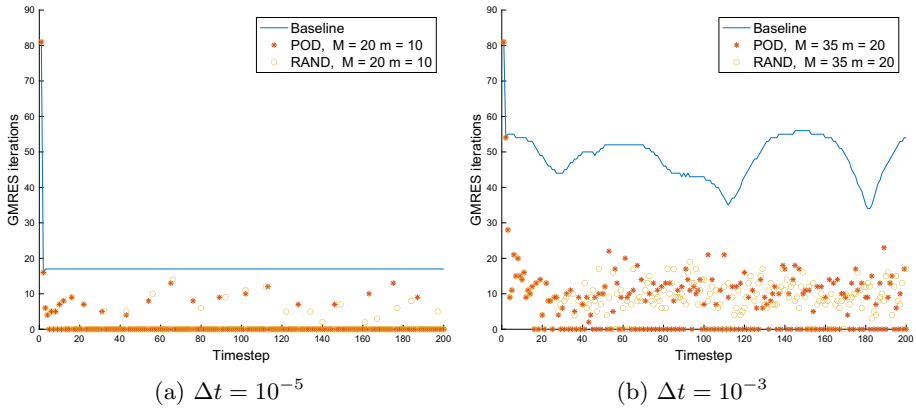 90
80
70
60
50
40
30
20
10
0
GMRES iterations
Baseline
POD, M = 20 m = 10
RAND, M = 20 m = 10
0 20 40 60 80 100 120 140 160 180 200
Timestep
(a) Δt = 10⁻⁵
90
80
70
60
50
40
30
20
10
0
GMRES iterations
Baseline
POD, M = 35 m = 20
RAND, M = 35 m = 20
0 20 40 60 80 100 120 140 160 180 200
Timestep
(b) Δt = 10⁻³